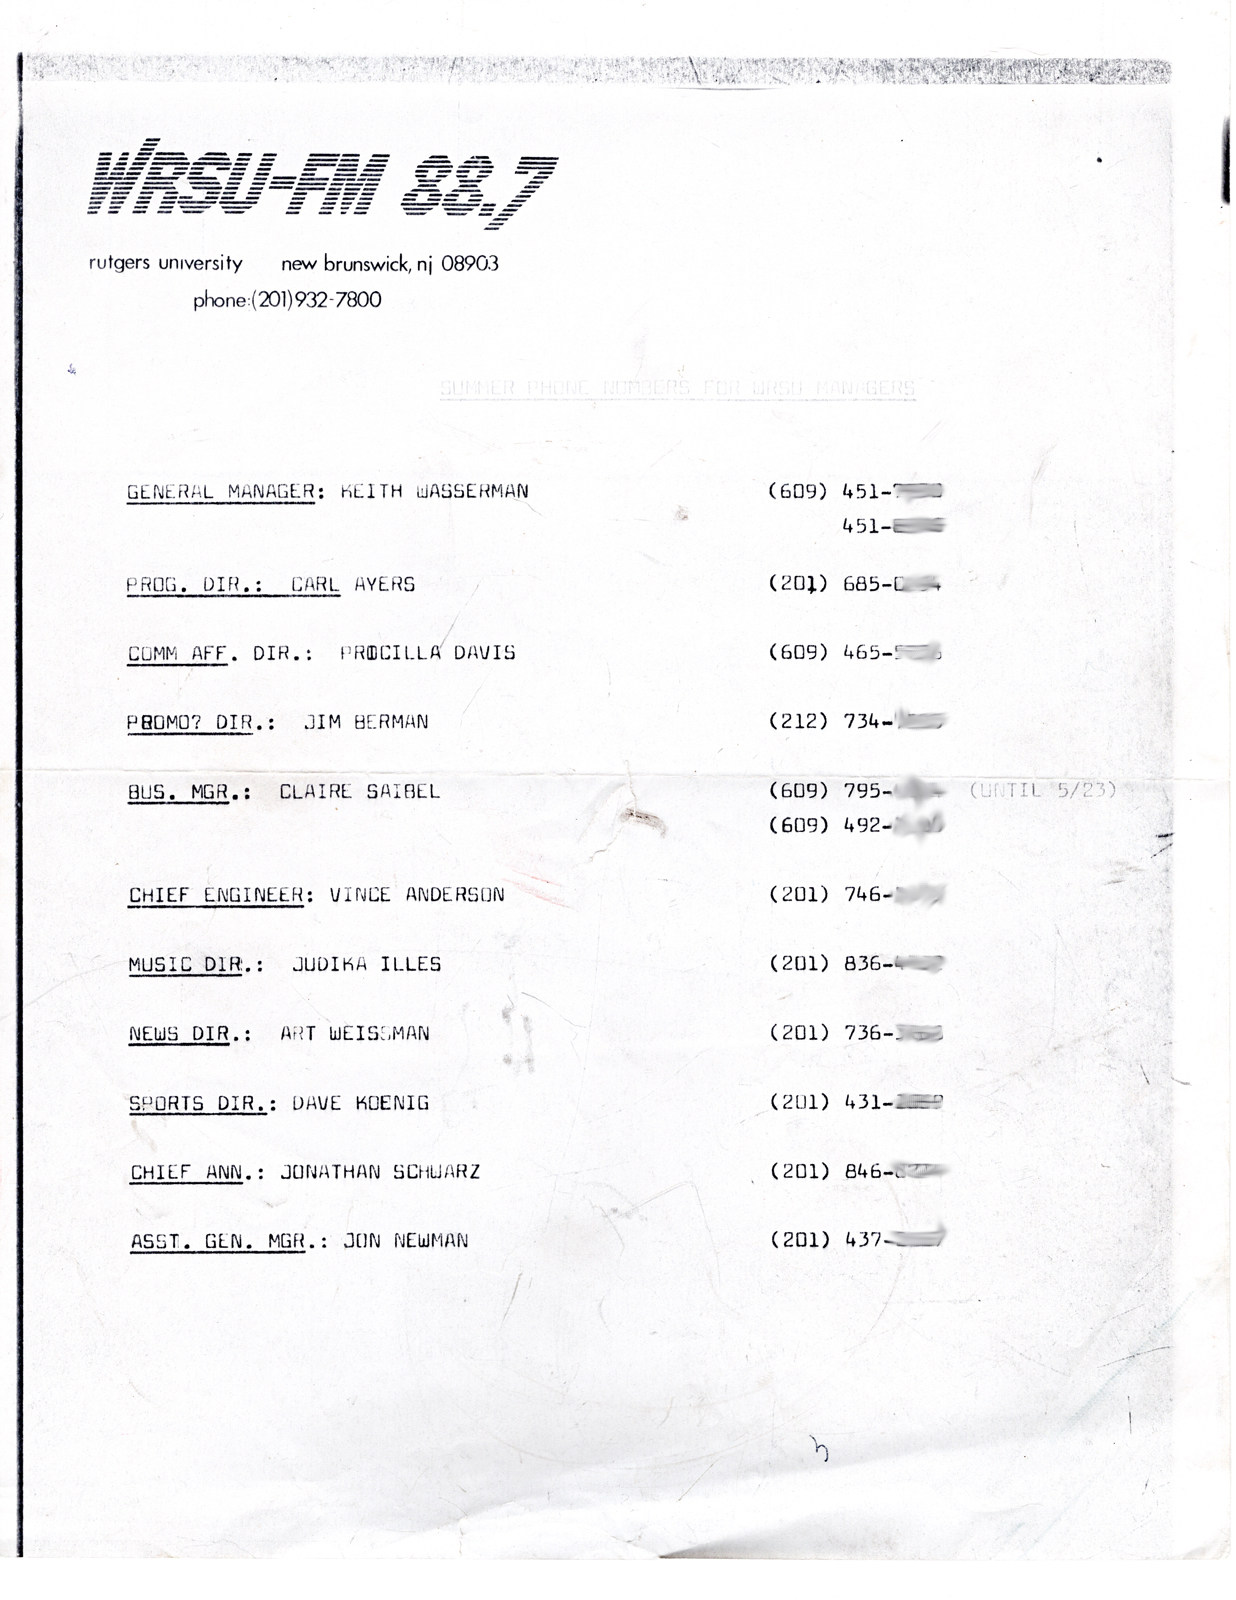 WRSU-FM 88.7
rutgers university new brunswick, nj 08903
phone:(201)932-7800
SUMMER PHONE NUMBERS FOR WRSU MANAGERS
GENERAL MANAGER: KEITH WASSERMAN (609) 451-
451-
PROG. DIR.: CARL AYERS (201) 685-
COMM AFF. DIR.: PRICILLA DAVIS (609) 465-
PROMO? DIR.: JIM BERMAN (212) 734-
BUS. MGR.: CLAIRE SAIBEL (609) 795- (UNTIL 5/23)
(609) 492-
CHIEF ENGINEER: VINCE ANDERSON (201) 746-
MUSIC DIR.: JUDIKA ILLES (201) 836-
NEWS DIR.: ART WEISSMAN (201) 736-
SPORTS DIR.: DAVE KOENIG (201) 431-
CHIEF ANN.: JONATHAN SCHWARZ (201) 846-
ASST. GEN. MGR.: JON NEWMAN (201) 437-